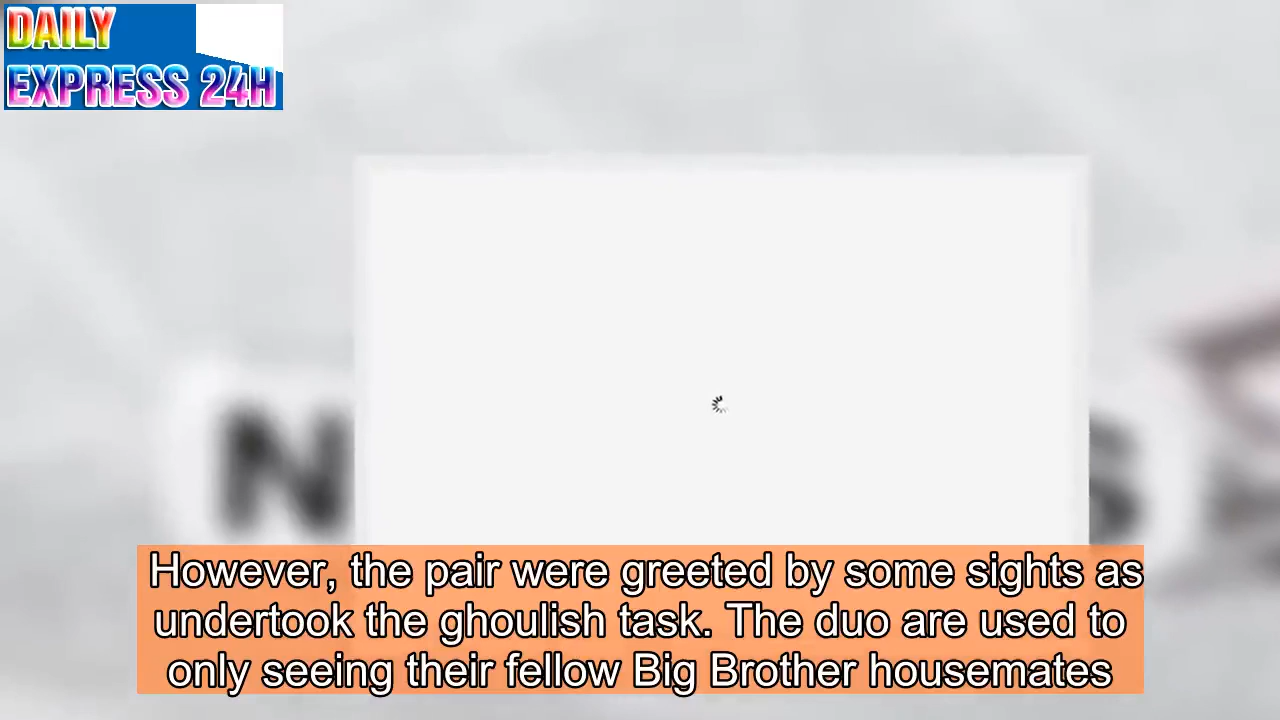 DAILY
EXPRESS 24H
N
S
However, the pair were greeted by some sights as
undertook the ghoulish task. The duo are used to
only seeing their fellow Big Brother housemates